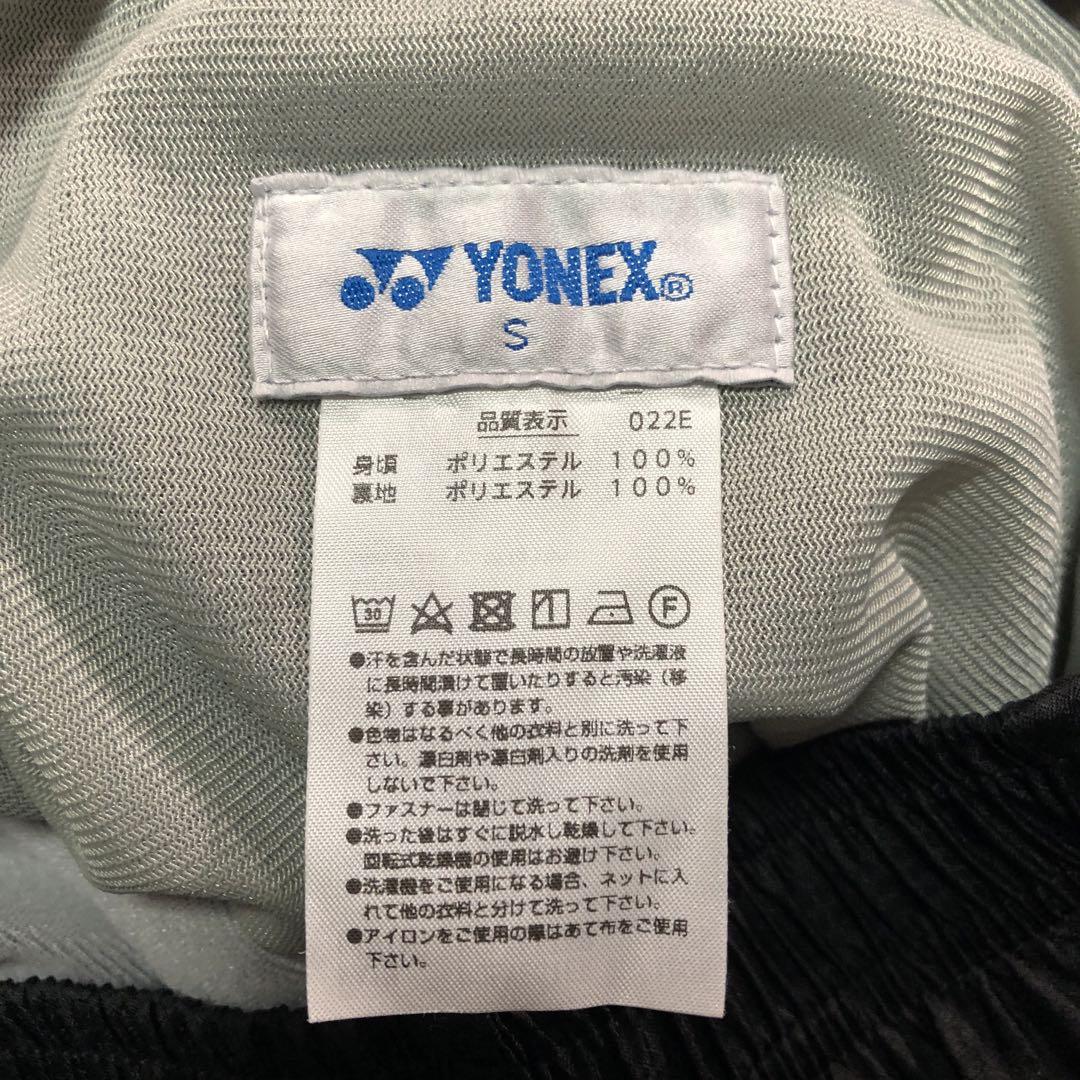 YONEX®
S
品質表示 022E
身頃 ポリエステル 100%
裏地 ポリエステル 100%
30 F
●汗を含んだ状態で長時間の放置や洗濯液
に長時間漬けて置いたりすると汚染(移
染)する事があります。
●色物はなるべく他の衣料と別に洗って下
さい。漂白剤や漂白剤入りの洗剤を使用
しないで下さい。
●ファスナーは閉じて洗って下さい。
●洗った後はすぐに脱水し乾燥して下さい。
回転式乾燥機の使用はお避け下さい。
●洗濯機をご使用になる場合、ネットに入
れて他の衣料と分けて洗って下さい。
●アイロンをご使用の際はあて布をご使用
下さい。